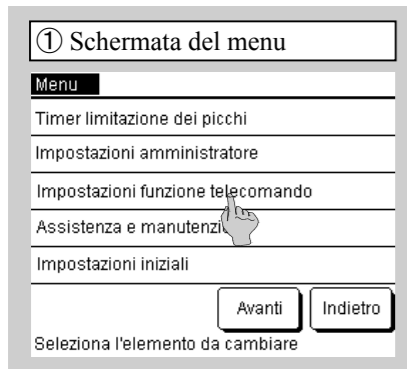 ① Schermata del menu
Menu
Timer limitazione dei picchi
Impostazioni amministratore
Impostazioni funzione telecomando
Assistenza e
Impostazioni iniziali
Avanti Indietro
Seleziona l'elemento da cambiare